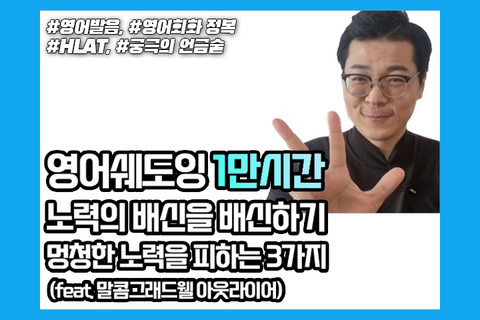 #영어발음, #영어회화 정복
#HLAT, #궁극의 언금술
영어쉐도잉 1만시간
노력의 배신을 배신하기
멍청한 노력을 피하는 3가지
(feat. 말콤그래드웰 아웃라이어)